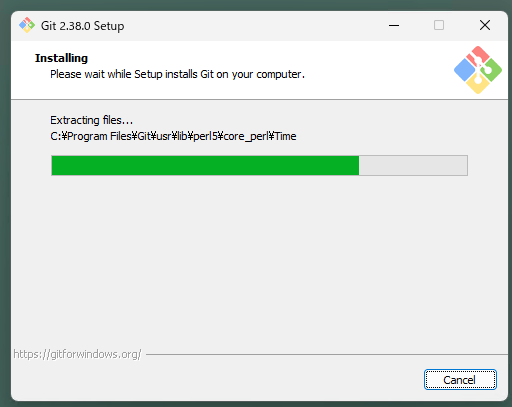 Git 2.38.0 Setup
Installing
Please wait while Setup installs Git on your computer.
Extracting files...
C:¥Program Files¥Git¥usr¥lib¥perl5¥core_perl¥Time
https://gitforwindows.org/
Cancel